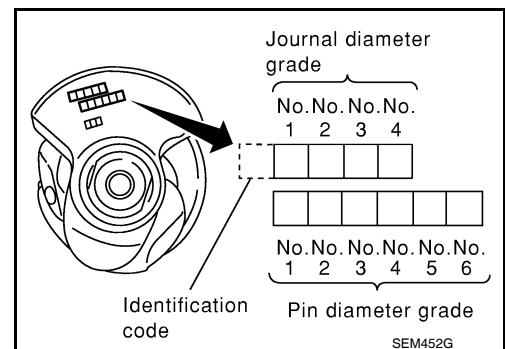 Journal diameter
grade
No. No. No. No.
1 2 3 4
No. No. No. No. No. No.
1 2 3 4 5 6
Identification
code
Pin diameter grade
SEM452G